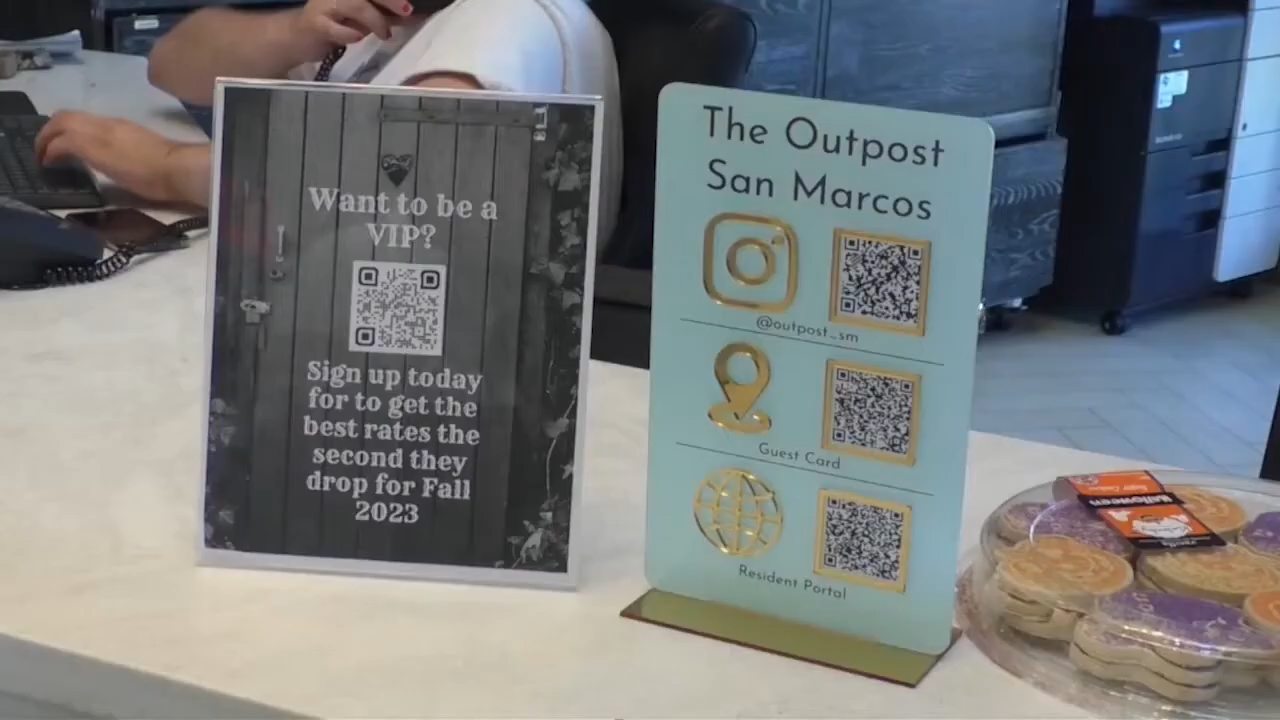 Want to be a
VIP?
Sign up today
for to get the
best rates the
second they
drop for Fall
2023
The Outpost
San Marcos
@outpost_sm
Guest Card
Resident Portal
Halloween